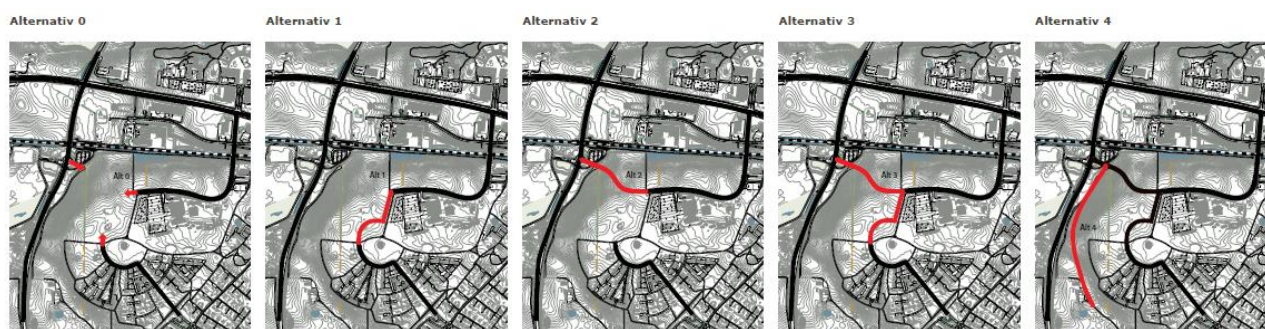 Alternativ 0
Alternativ 1
Alternativ 2
Alternativ 3
Alternativ 4
Alt 0
Alt 1
Alt 2
Alt 3
Alt 4